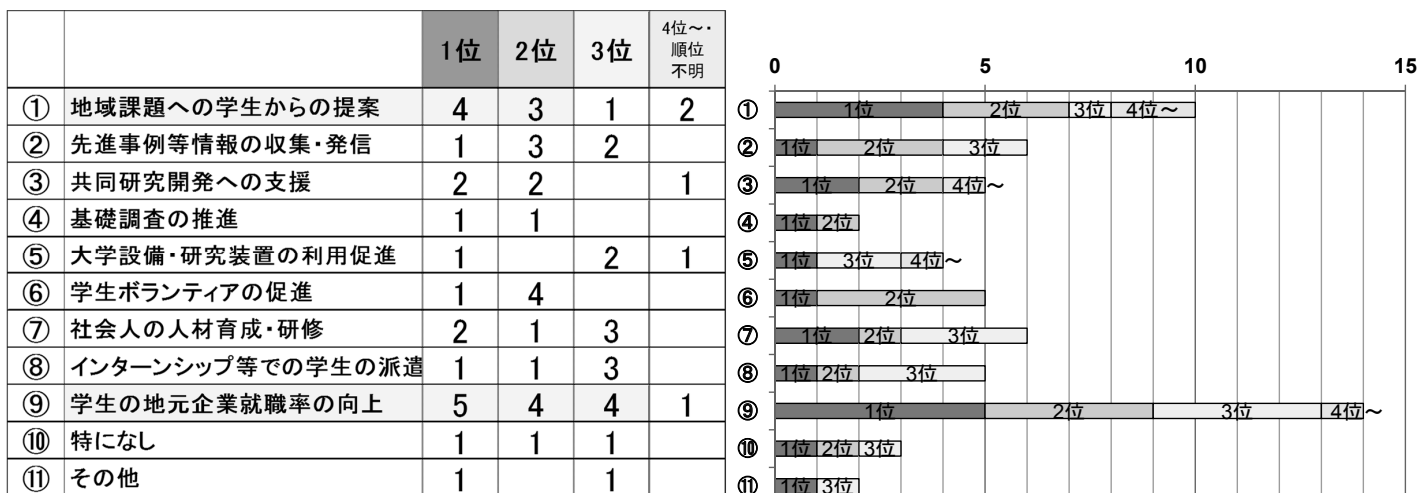 1位 2位 3位 4位～・順位不明
① 地域課題への学生からの提案 4 3 1 2
② 先進事例等情報の収集・発信 1 3 2
③ 共同研究開発への支援 2 2 1
④ 基礎調査の推進 1 1
⑤ 大学設備・研究装置の利用促進 1 2 1
⑥ 学生ボランティアの促進 1 4
⑦ 社会人の人材育成・研修 2 1 3
⑧ インターンシップ等での学生の派遣 1 1 3
⑨ 学生の地元企業就職率の向上 5 4 4 1
⑩ 特になし 1 1 1
⑪ その他 1 1
0 5 10 15
① 1位 2位 3位 4位～
② 1位 2位 3位
③ 1位 2位 4位～
④ 1位 2位
⑤ 1位 3位 4位～
⑥ 1位 2位
⑦ 1位 2位 3位
⑧ 1位 2位 3位
⑨ 1位 2位 3位 4位～
⑩ 1位 2位 3位
⑪ 1位 3位